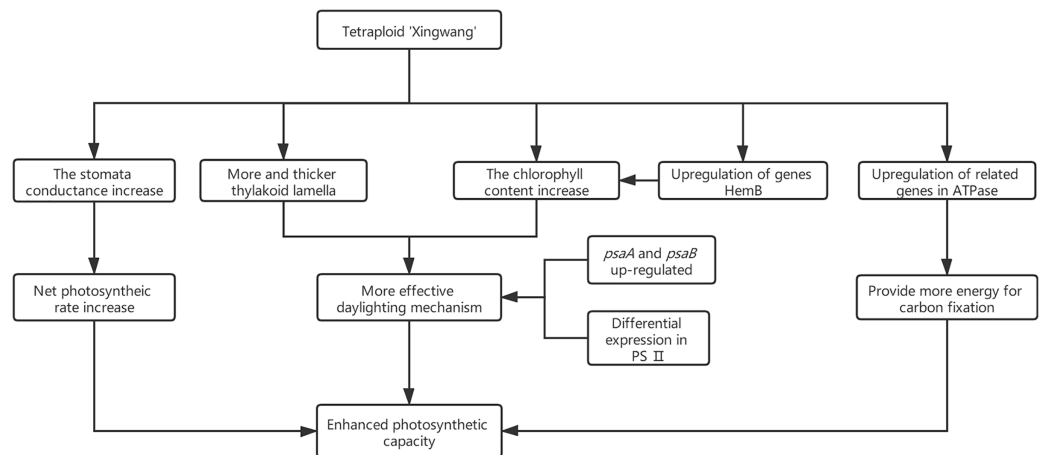 Tetraploid 'Xingwang'
The stomata
conductance increase
More and thicker
thylakoid lamella
The chlorophyll
content increase
Upregulation of genes
HemB
Upregulation of related
genes in ATPase
psaA and psaB
up-regulated
Net photosyntheic
rate increase
More effective
daylighting mechanism
Differential
expression in
PS Ⅱ
Provide more energy for
carbon fixation
Enhanced photosynthetic
capacity